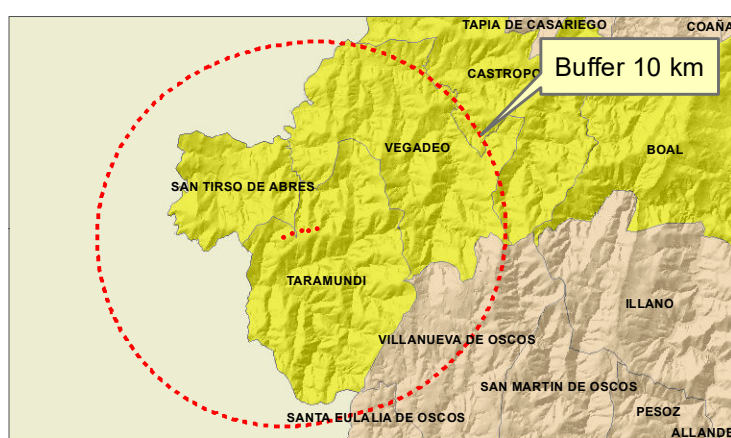 TAPIA DE CASARIEGO
COAÑA
Buffer 10 km
CASTROPO
VEGADEO
BOAL
SAN TIRSO DE ABRES
TARAMUNDI
ILLANO
VILLANUEVA DE OSCOS
SAN MARTIN DE OSCOS
SANTA EULALIA DE OSCOS
PESOZ
ALLANDE